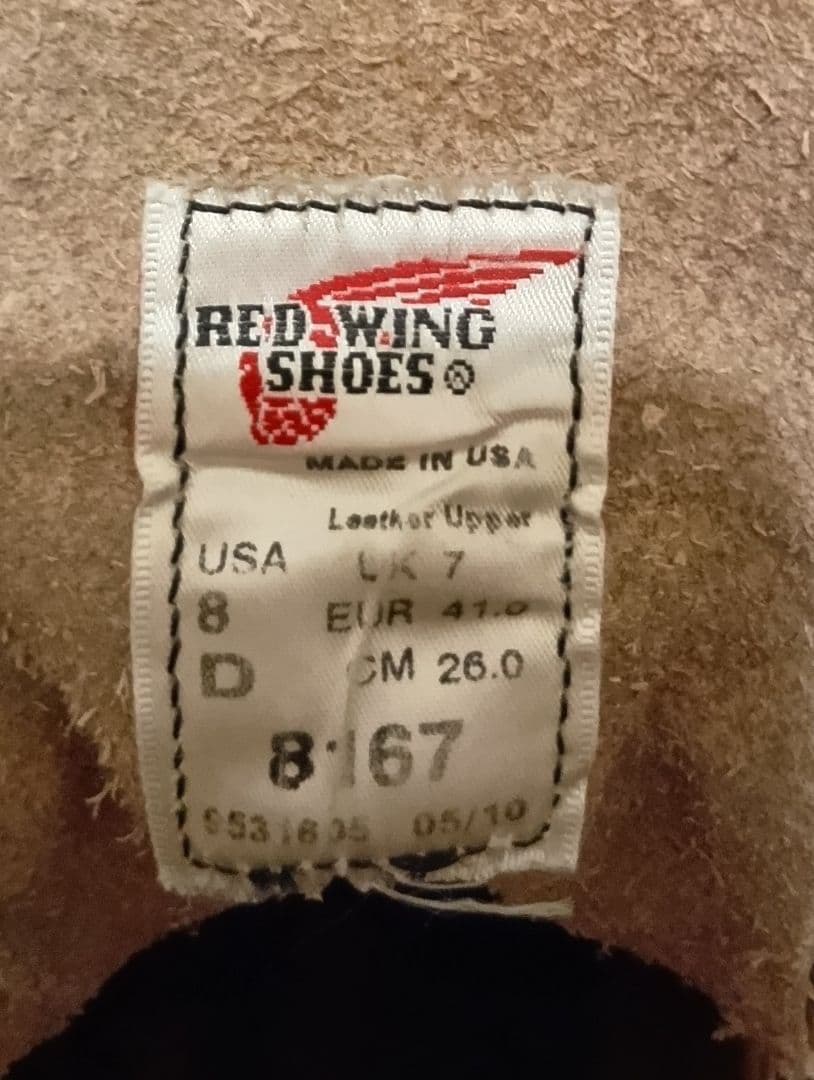 RED WING
SHOES®
MADE IN USA
Leather Upper
USA UK 7
8 EUR 41.0
D CM 26.0
8167
05/10